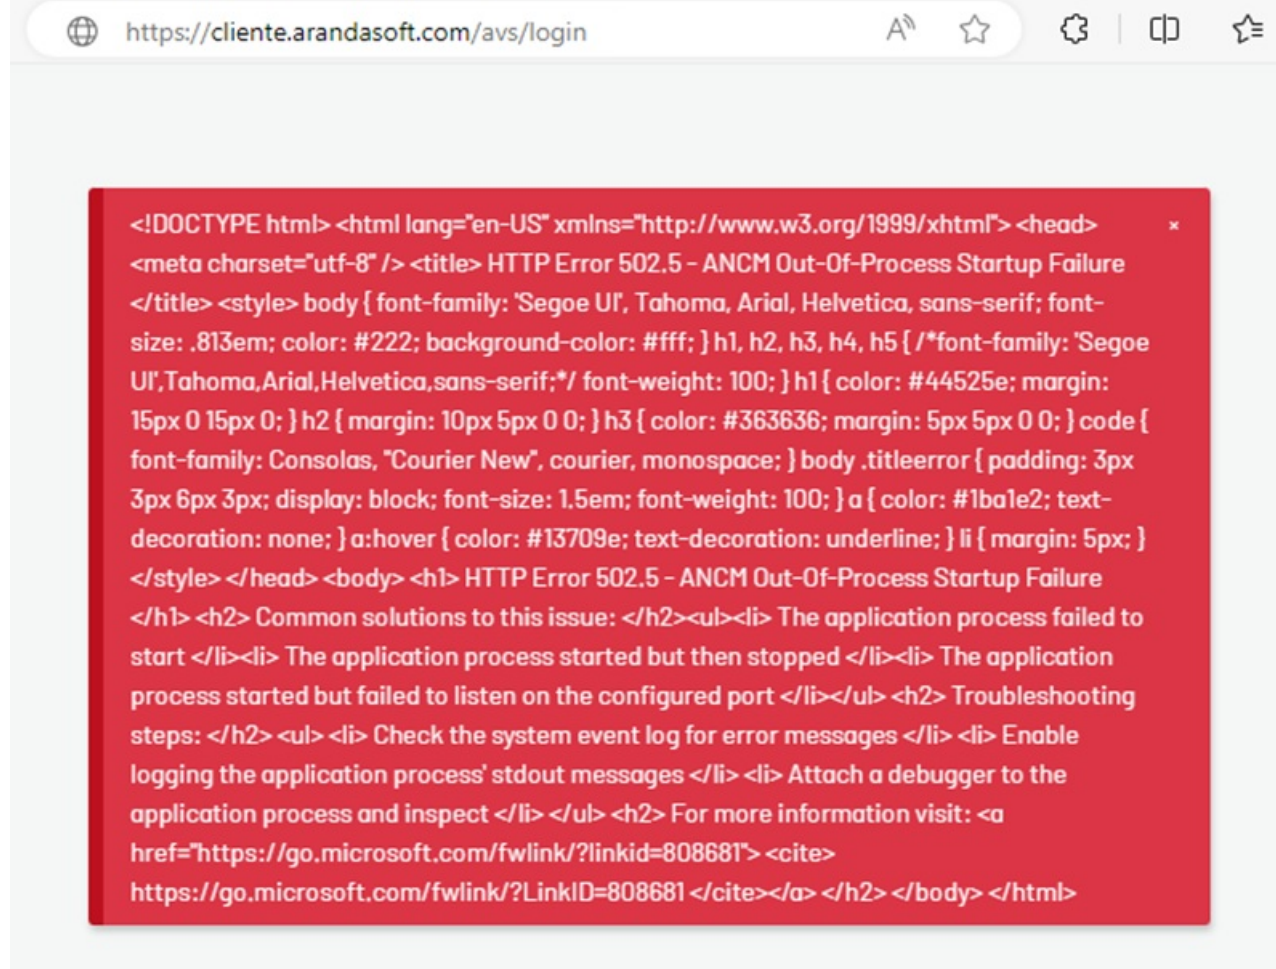 https://cliente.arandasoft.com/avs/login
<!DOCTYPE html> <html lang="en-US" xmlns="http://www.w3.org/1999/xhtml"> <head>
<meta charset="utf-8" /> <title> HTTP Error 502.5 - ANCM Out-Of-Process Startup Failure
</title> <style> body { font-family: 'Segoe UI', Tahoma, Arial, Helvetica, sans-serif; font-
size: .813em; color: #222; background-color: #fff; } h1, h2, h3, h4, h5 { /*font-family: 'Segoe
UI',Tahoma,Arial,Helvetica,sans-serif;*/ font-weight: 100; } h1 { color: #44525e; margin:
15px 0 15px 0; } h2 { margin: 10px 5px 0 0; } h3 { color: #363636; margin: 5px 5px 0 0; } code {
font-family: Consolas, "Courier New", courier, monospace; } body .titleerror { padding: 3px
3px 6px 3px; display: block; font-size: 1.5em; font-weight: 100; } a { color: #1ba1e2; text-
decoration: none; } a:hover { color: #13709e; text-decoration: underline; } li { margin: 5px; }
</style> </head> <body> <h1> HTTP Error 502.5 - ANCM Out-Of-Process Startup Failure
</h1> <h2> Common solutions to this issue: </h2><ul><li> The application process failed to
start </li><li> The application process started but then stopped </li><li> The application
process started but failed to listen on the configured port </li></ul> <h2> Troubleshooting
steps: </h2> <ul> <li> Check the system event log for error messages </li> <li> Enable
logging the application process' stdout messages </li> <li> Attach a debugger to the
application process and inspect </li> </ul> <h2> For more information visit: <a
href="https://go.microsoft.com/fwlink/?linkid=808681"> <cite>
https://go.microsoft.com/fwlink/?LinkID=808681 </cite></a> </h2> </body> </html>